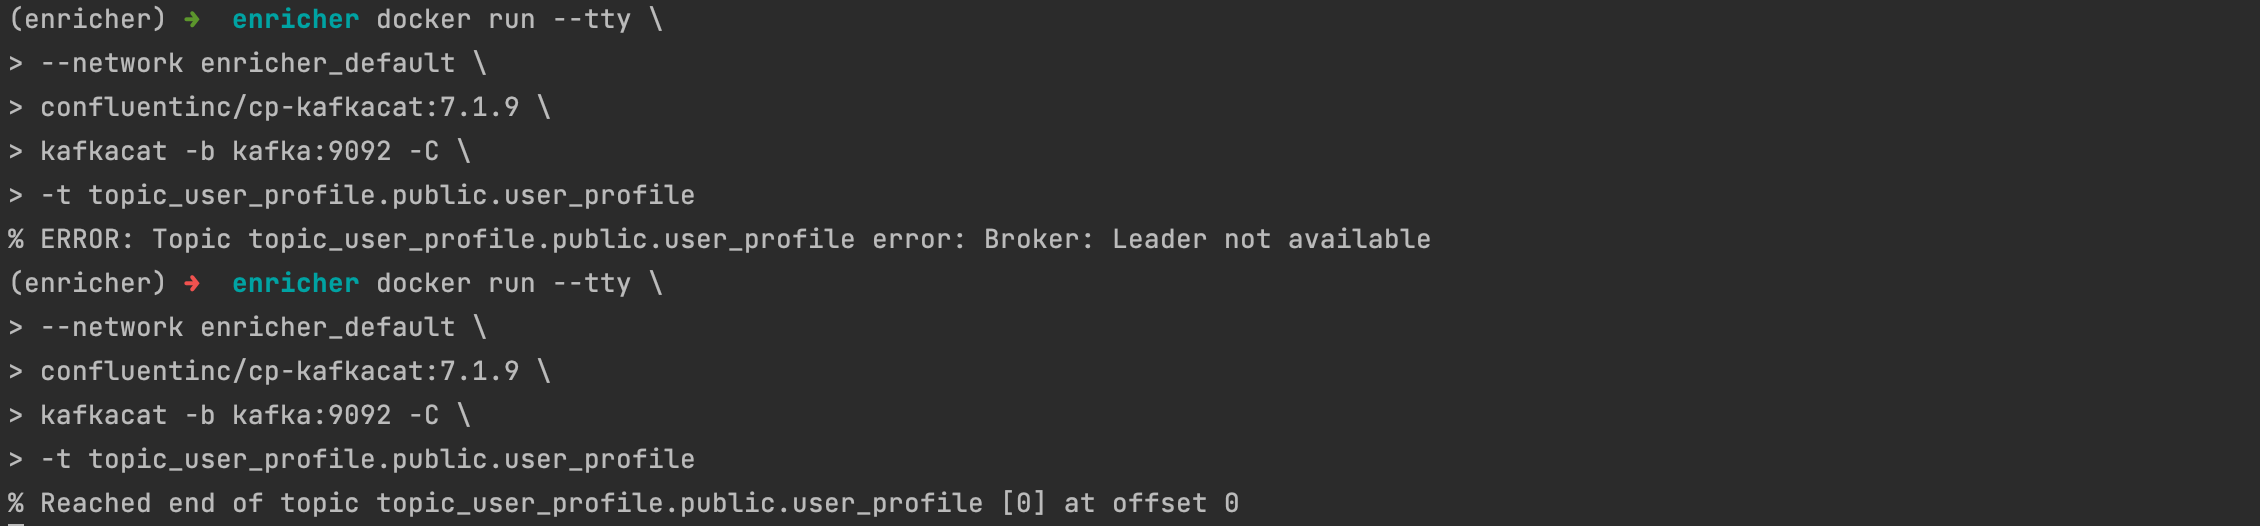 (enricher) ➜  enricher docker run --tty \
> --network enricher_default \
> confluentinc/cp-kafkacat:7.1.9 \
> kafkacat -b kafka:9092 -C \
> -t topic_user_profile.public.user_profile
% ERROR: Topic topic_user_profile.public.user_profile error: Broker: Leader not available
(enricher) ➜  enricher docker run --tty \
> --network enricher_default \
> confluentinc/cp-kafkacat:7.1.9 \
> kafkacat -b kafka:9092 -C \
> -t topic_user_profile.public.user_profile
% Reached end of topic topic_user_profile.public.user_profile [0] at offset 0